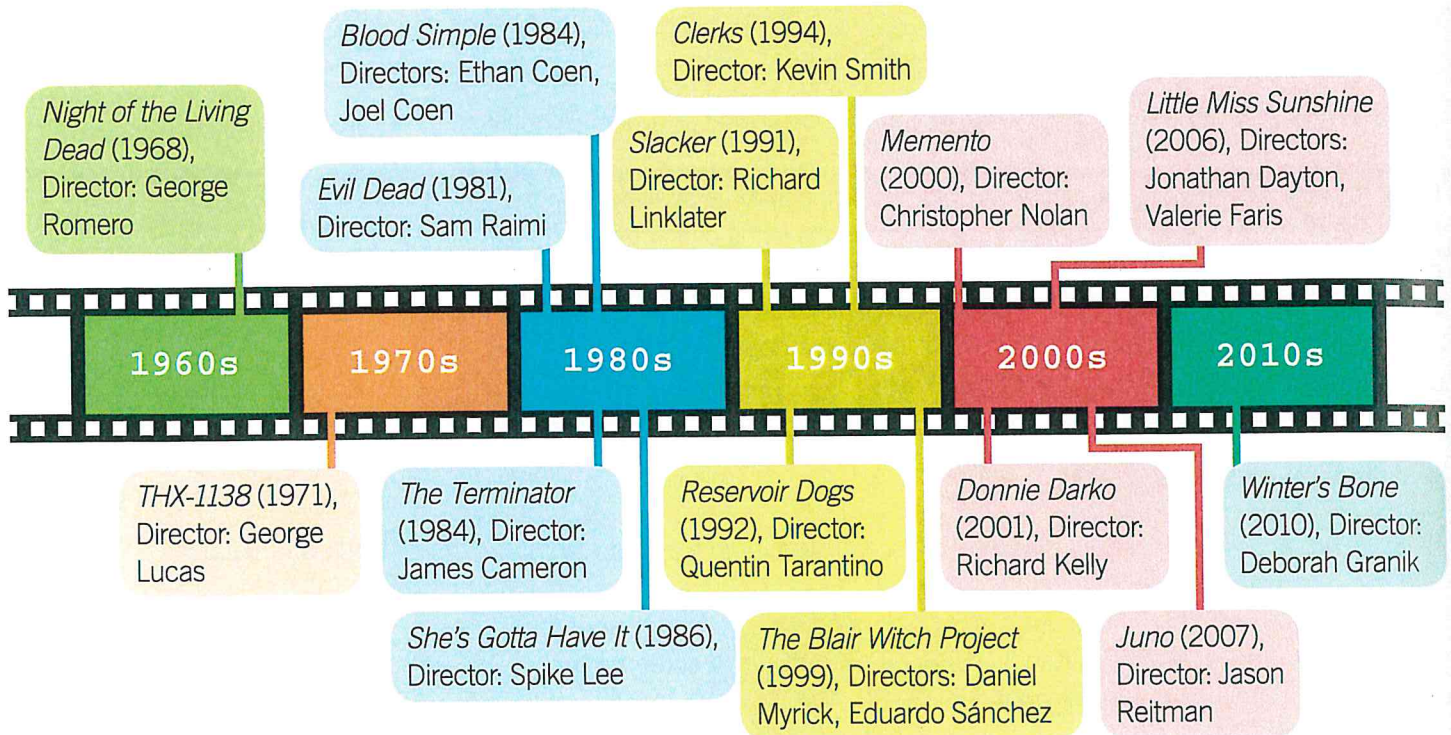 Night of the Living
Dead (1968),
Director: George
Romero
Blood Simple (1984),
Directors: Ethan Coen,
Joel Coen
Evil Dead (1981),
Director: Sam Raimi
Clerks (1994),
Director: Kevin Smith
Slacker (1991),
Director: Richard
Linklater
Memento
(2000), Director:
Christopher Nolan
Little Miss Sunshine
(2006), Directors:
Jonathan Dayton,
Valerie Faris
1960s
1970s
1980s
1990s
2000s
2010s
THX-1138 (1971),
Director: George
Lucas
The Terminator
(1984), Director:
James Cameron
She's Gotta Have It (1986),
Director: Spike Lee
Reservoir Dogs
(1992), Director:
Quentin Tarantino
The Blair Witch Project
(1999), Directors: Daniel
Myrick, Eduardo Sánchez
Donnie Darko
(2001), Director:
Richard Kelly
Juno (2007),
Director: Jason
Reitman
Winter's Bone
(2010), Director:
Deborah Granik